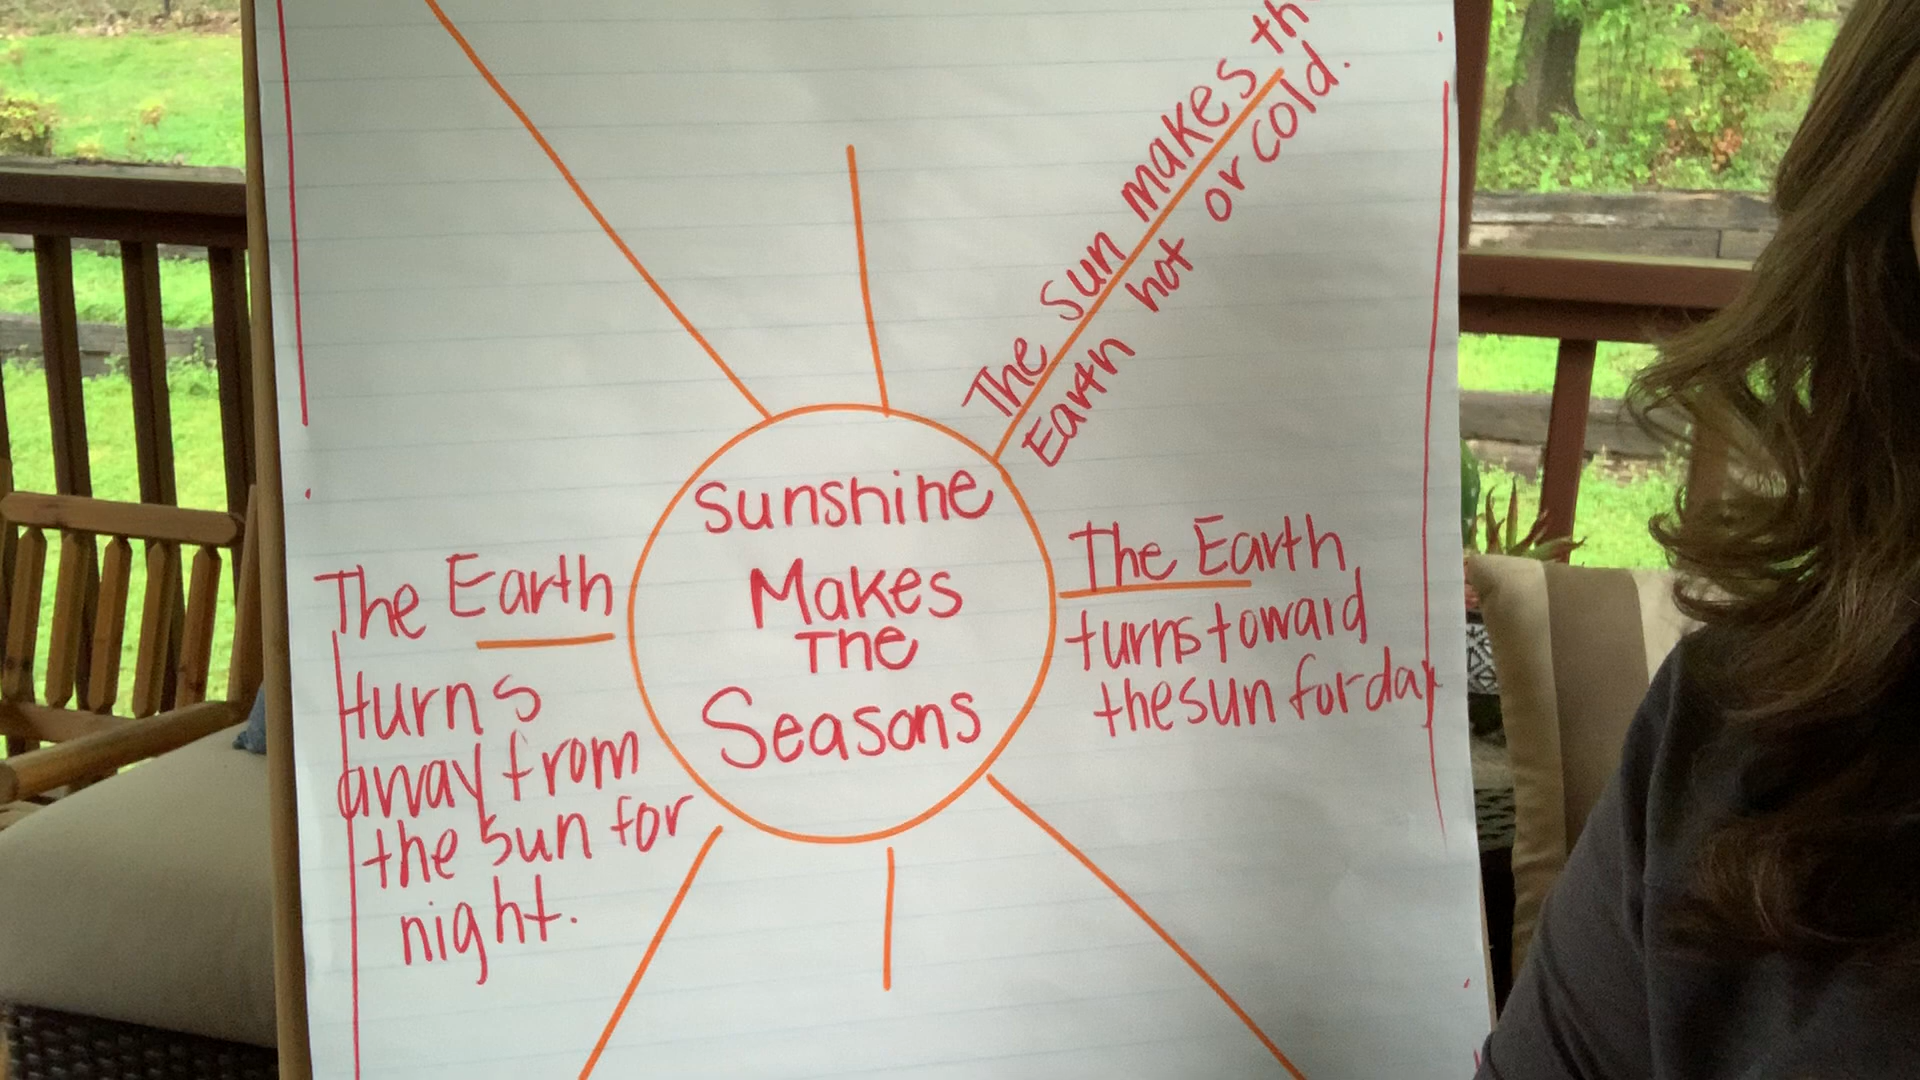 Sunshine
Makes
The
Seasons
The Sun makes
Earth hot or cold.
The Earth
turns toward
the sun for day
The Earth
turns
away from
the sun for
night.